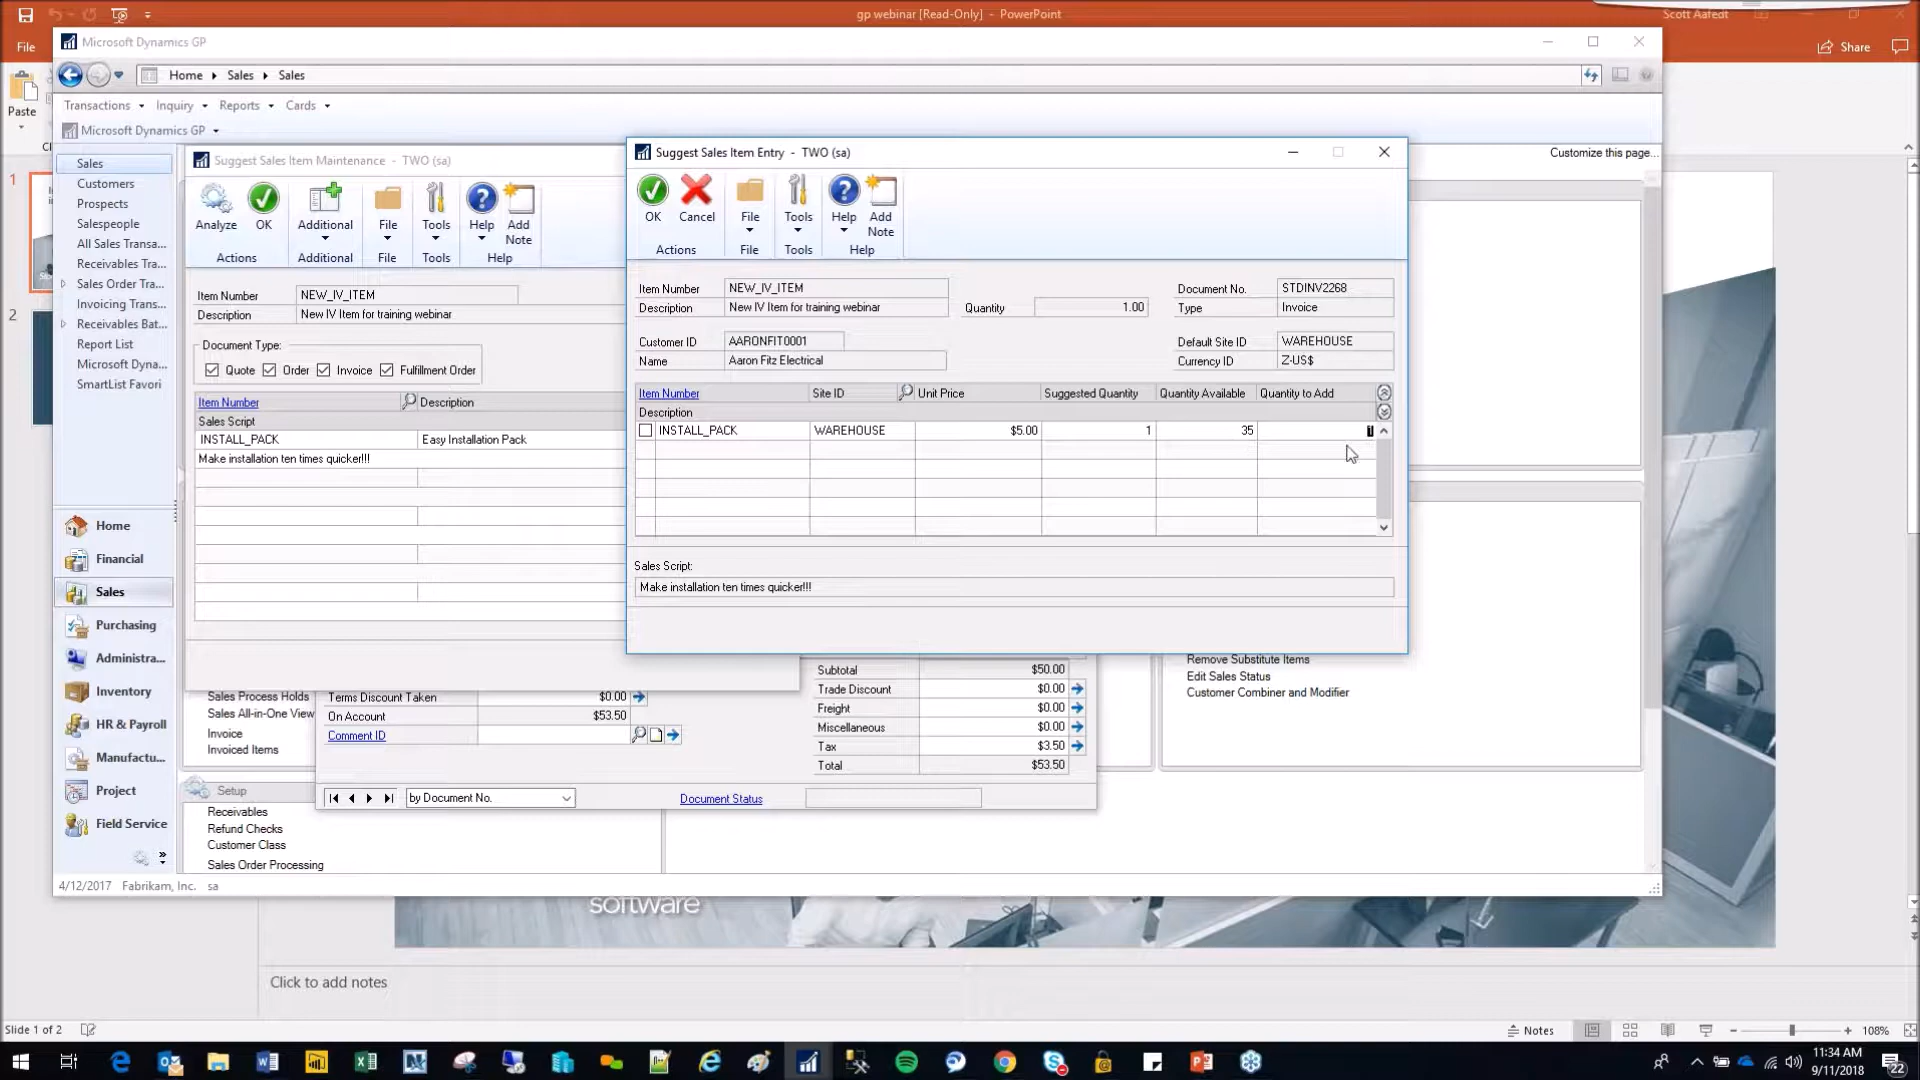 gp webinar [Read-Only] - PowerPoint
Scott Aafedt
File
Share
Paste
Microsoft Dynamics GP
Home
Sales
Sales
Transactions
Inquiry
Reports
Cards
Microsoft Dynamics GP
Customize this page...
1
2
Sales
Customers
Prospects
Salespeople
All Sales Transa...
Receivables Tra...
Sales Order Tra...
Invoicing Trans...
Receivables Bat...
Report List
Microsoft Dyna...
SmartList Favori
Home
Financial
Sales
Purchasing
Administra...
Inventory
HR & Payroll
Manufactu...
Project
Field Service
Suggest Sales Item Maintenance - TWO (sa)
Analyze
OK
Additional
File
Tools
Help
Add Note
Actions
Additional
File
Tools
Help
Item Number
NEW_IV_ITEM
Description
New IV Item for training webinar
Document Type:
Quote
Order
Invoice
Fulfillment Order
Item Number
Description
Sales Script
INSTALL_PACK
Easy Installation Pack
Make installation ten times quicker!!!
Suggest Sales Item Entry - TWO (sa)
OK
Cancel
File
Tools
Help
Add Note
Actions
File
Tools
Help
Item Number
NEW_IV_ITEM
Document No.
STDINV2268
Description
New IV Item for training webinar
Quantity
1.00
Type
Invoice
Customer ID
AARONFIT0001
Default Site ID
WAREHOUSE
Name
Aaron Fitz Electrical
Currency ID
Z-US$
Item Number
Site ID
Unit Price
Suggested Quantity
Quantity Available
Quantity to Add
Description
INSTALL_PACK
WAREHOUSE
$5.00
1
35
1
Sales Script:
Make installation ten times quicker!!!
Remove Substitute Items
Edit Sales Status
Customer Combiner and Modifier
Sales Process Holds
Sales All-in-One View
Invoice
Invoiced Items
Terms Discount Taken
$0.00
On Account
$53.50
Comment ID
Subtotal
$50.00
Trade Discount
$0.00
Freight
$0.00
Miscellaneous
$0.00
Tax
$3.50
Total
$53.50
by Document No.
Document Status
Setup
Receivables
Refund Checks
Customer Class
Sales Order Processing
4/12/2017
Fabrikam, Inc.
sa
software
Click to add notes
Slide 1 of 2
Notes
108%
11:34 AM
9/11/2018
22